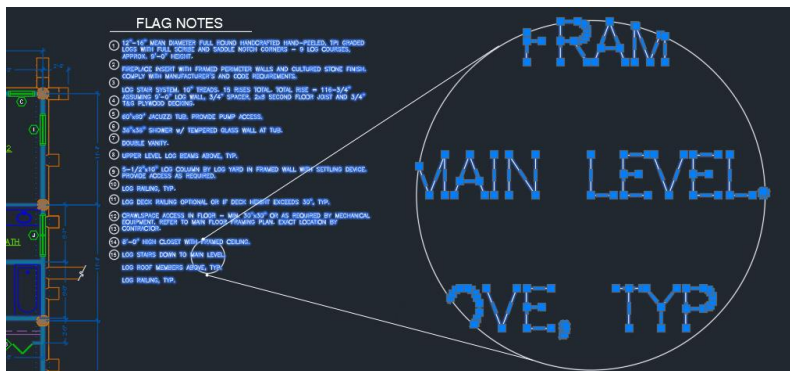 FLAG NOTES
1 12"-16" MEAN DIAMETER FULL ROUND HANDCRAFTED HAND-PEELED, TPI GRADED
LOGS WITH FULL SCRIBE AND SADDLE NOTCH CORNERS - 9 LOG COURSES,
APPROX. 9'-0" HEIGHT.
2 FIREPLACE INSERT WITH FRAMED PERIMETER WALLS AND CULTURED STONE FINISH.
COMPLY WITH MANUFACTURER'S AND CODE REQUIREMENTS.
3
LOG STAIR SYSTEM. 10" TREADS. 15 RISES TOTAL. TOTAL RISE = 116-3/4"
4 ASSUMING 9'-0" LOG WALL, 3/4" SPACER, 2x8 SECOND FLOOR JOIST AND 3/4"
T&G PLYWOOD DECKING.
5 60"x60" JACUZZI TUB. PROVIDE PUMP ACCESS.
6 36"x36" SHOWER w/ TEMPERED GLASS WALL AT TUB.
7 DOUBLE VANITY.
8 UPPER LEVEL LOG BEAMS ABOVE, TYP.
9 5-1/2"x10" LOG COLUMN BY LOG YARD IN FRAMED WALL WITH SETTLING DEVICE.
PROVIDE ACCESS AS REQUIRED.
10 LOG RAILING, TYP.
11 LOG DECK RAILING OPTIONAL OR IF DECK HEIGHT EXCEEDS 30", TYP.
12 CRAWLSPACE ACCESS IN FLOOR - MIN. 30"x30" OR AS REQUIRED BY MECHANICAL
EQUIPMENT. REFER TO MAIN FLOOR FRAMING PLAN. EXACT LOCATION BY
13 CONTRACTOR.
14 8'-0" HIGH CLOSET WITH FRAMED CEILING.
15 LOG STAIRS DOWN TO MAIN LEVEL.
LOG ROOF MEMBERS ABOVE, TYP.
LOG RAILING, TYP.
FRAM
MAIN LEVEL.
OVE, TYP
C
I
2
J
ATH